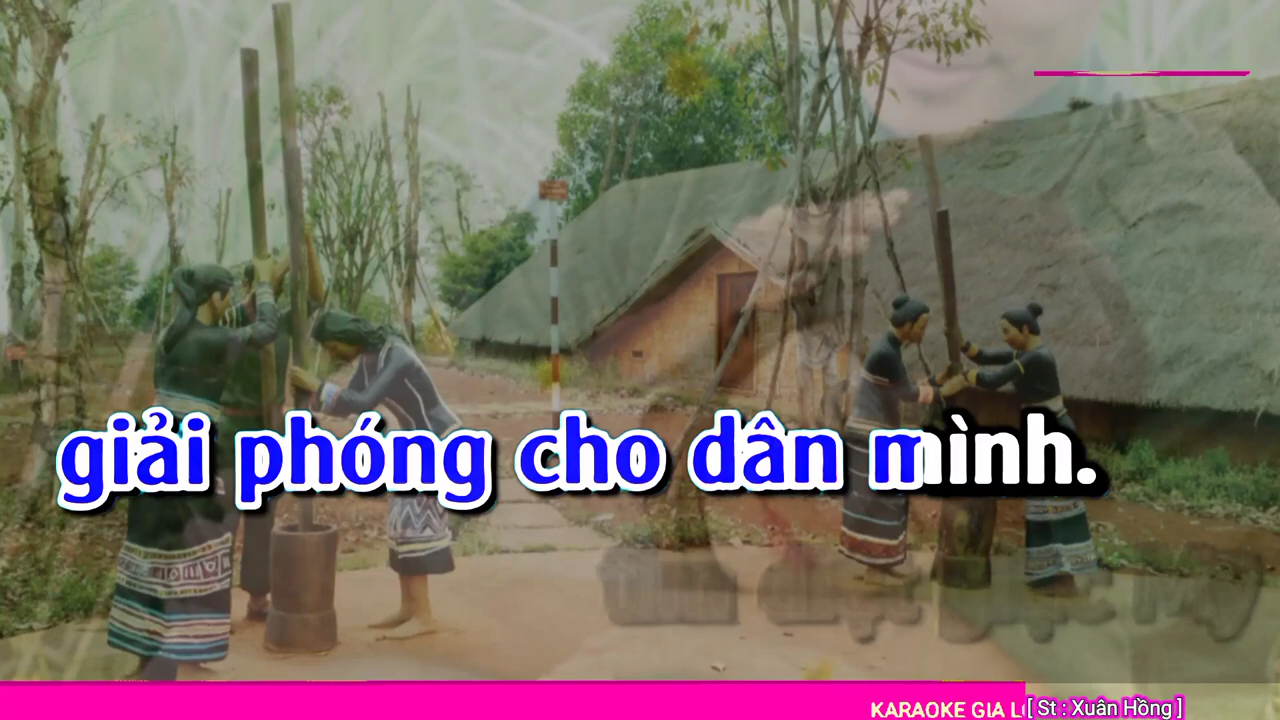 giải phóng cho dân mình.
KARAOKE GIA
[ St : Xuân Hồng ]